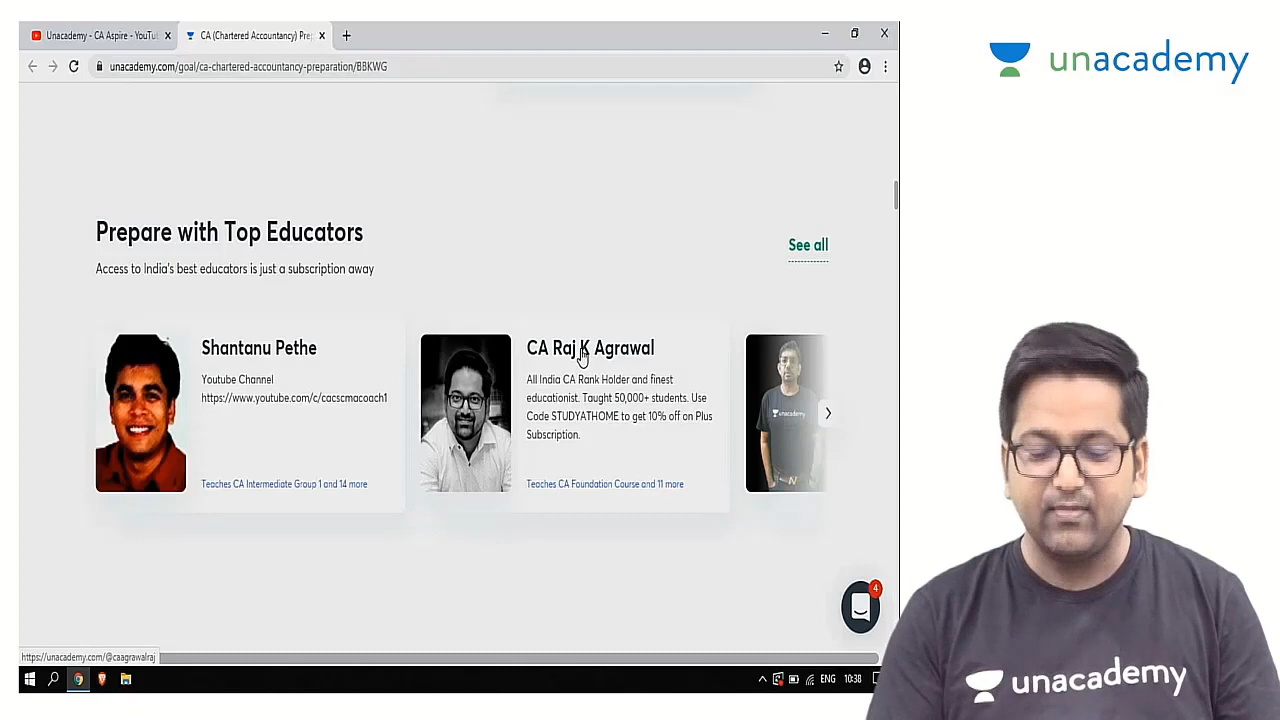 Unacademy - CA Aspire - YouTu
CA (Chartered Accountancy) Pre
unacademy.com/goal/ca-chartered-accountancy-preparation/BBKWG
unacademy
Prepare with Top Educators
See all
Access to India's best educators is just a subscription away
Shantanu Pethe
Youtube Channel
https://www.youtube.com/c/cacscmacoach1
Teaches CA Intermediate Group 1 and 14 more
CA Raj K Agrawal
All India CA Rank Holder and finest
educationist. Taught 50,000+ students. Use
Code STUDYATHOME to get 10% off on Plus
Subscription.
Teaches CA Foundation Course and 11 more
unacademy
4
https://unacademy.com/@caagrawalraj
ENG
10:38
unacademy